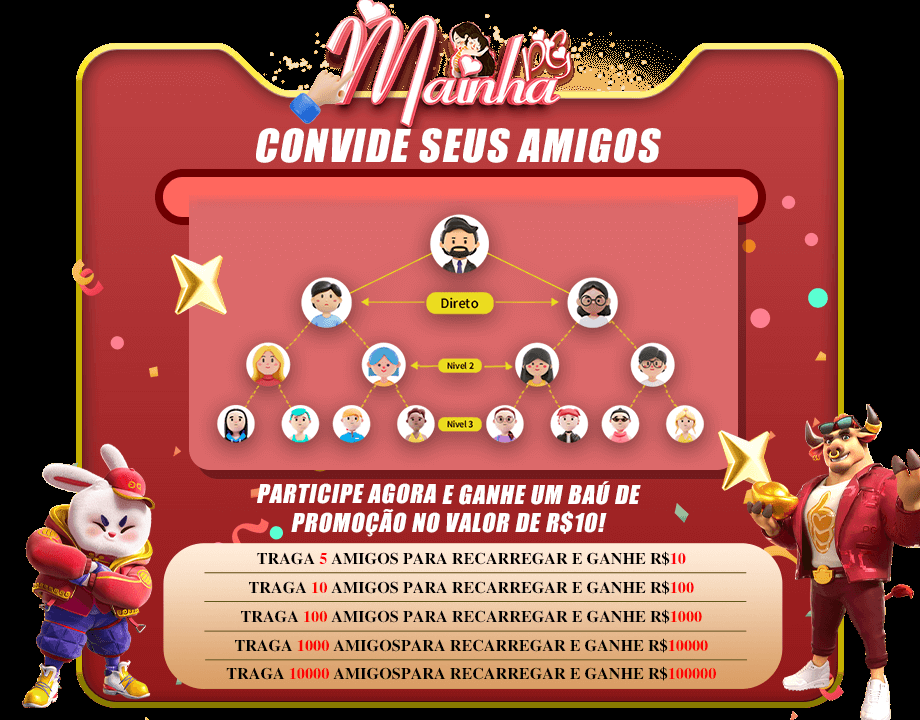 Mainha
PG
CONVIDE SEUS AMIGOS
Direto
Nível 2
Nível 3
PARTICIPE AGORA E GANHE UM BAÚ DE
PROMOÇÃO NO VALOR DE R$10!
TRAGA 5 AMIGOS PARA RECARREGAR E GANHE R$10
TRAGA 10 AMIGOS PARA RECARREGAR E GANHE R$100
TRAGA 100 AMIGOS PARA RECARREGAR E GANHE R$1000
TRAGA 1000 AMIGOSPARA RECARREGAR E GANHE R$10000
TRAGA 10000 AMIGOSPARA RECARREGAR E GANHE R$100000